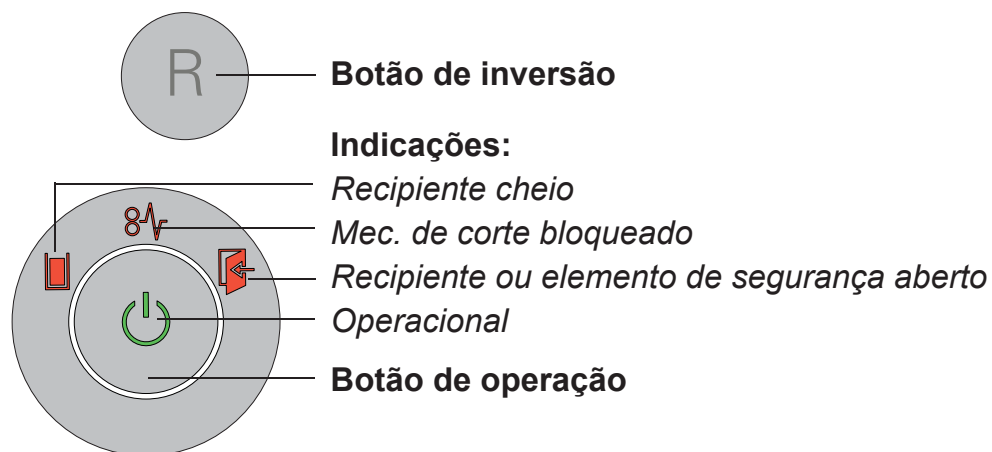 R
Botão de inversão
Indicações:
Recipiente cheio
Mec. de corte bloqueado
Recipiente ou elemento de segurança aberto
Operacional
Botão de operação